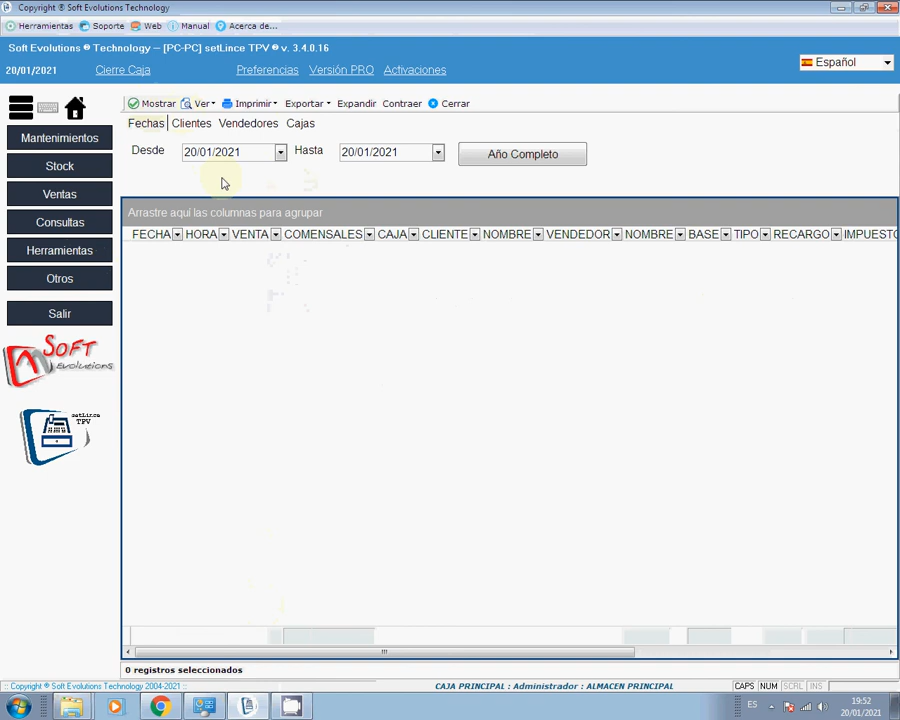 Copyright ® Soft Evolutions Technology
Herramientas Soporte Web Manual Acerca de...
Soft Evolutions ® Technology – [PC-PC] setLince TPV ® v. 3.4.0.16
20/01/2021 Cierre Caja Preferencias Versión PRO Activaciones Español
Mostrar Ver Imprimir Exportar Expandir Contraer Cerrar
Fechas Clientes Vendedores Cajas
Desde 20/01/2021 Hasta 20/01/2021 Año Completo
Mantenimientos
Stock
Ventas
Consultas
Herramientas
Otros
Salir
Soft
Evolutions
setLince
TPV
Arrastre aquí las columnas para agrupar
FECHA HORA VENTA COMENSALES CAJA CLIENTE NOMBRE VENDEDOR NOMBRE BASE TIPO RECARGO IMPUESTO
0 registros seleccionados
:: Copyright ® Soft Evolutions Technology 2004-2021 :: CAJA PRINCIPAL : Administrador : ALMACEN PRINCIPAL CAPS NUM SCRL INS
ES 19:52
20/01/2021